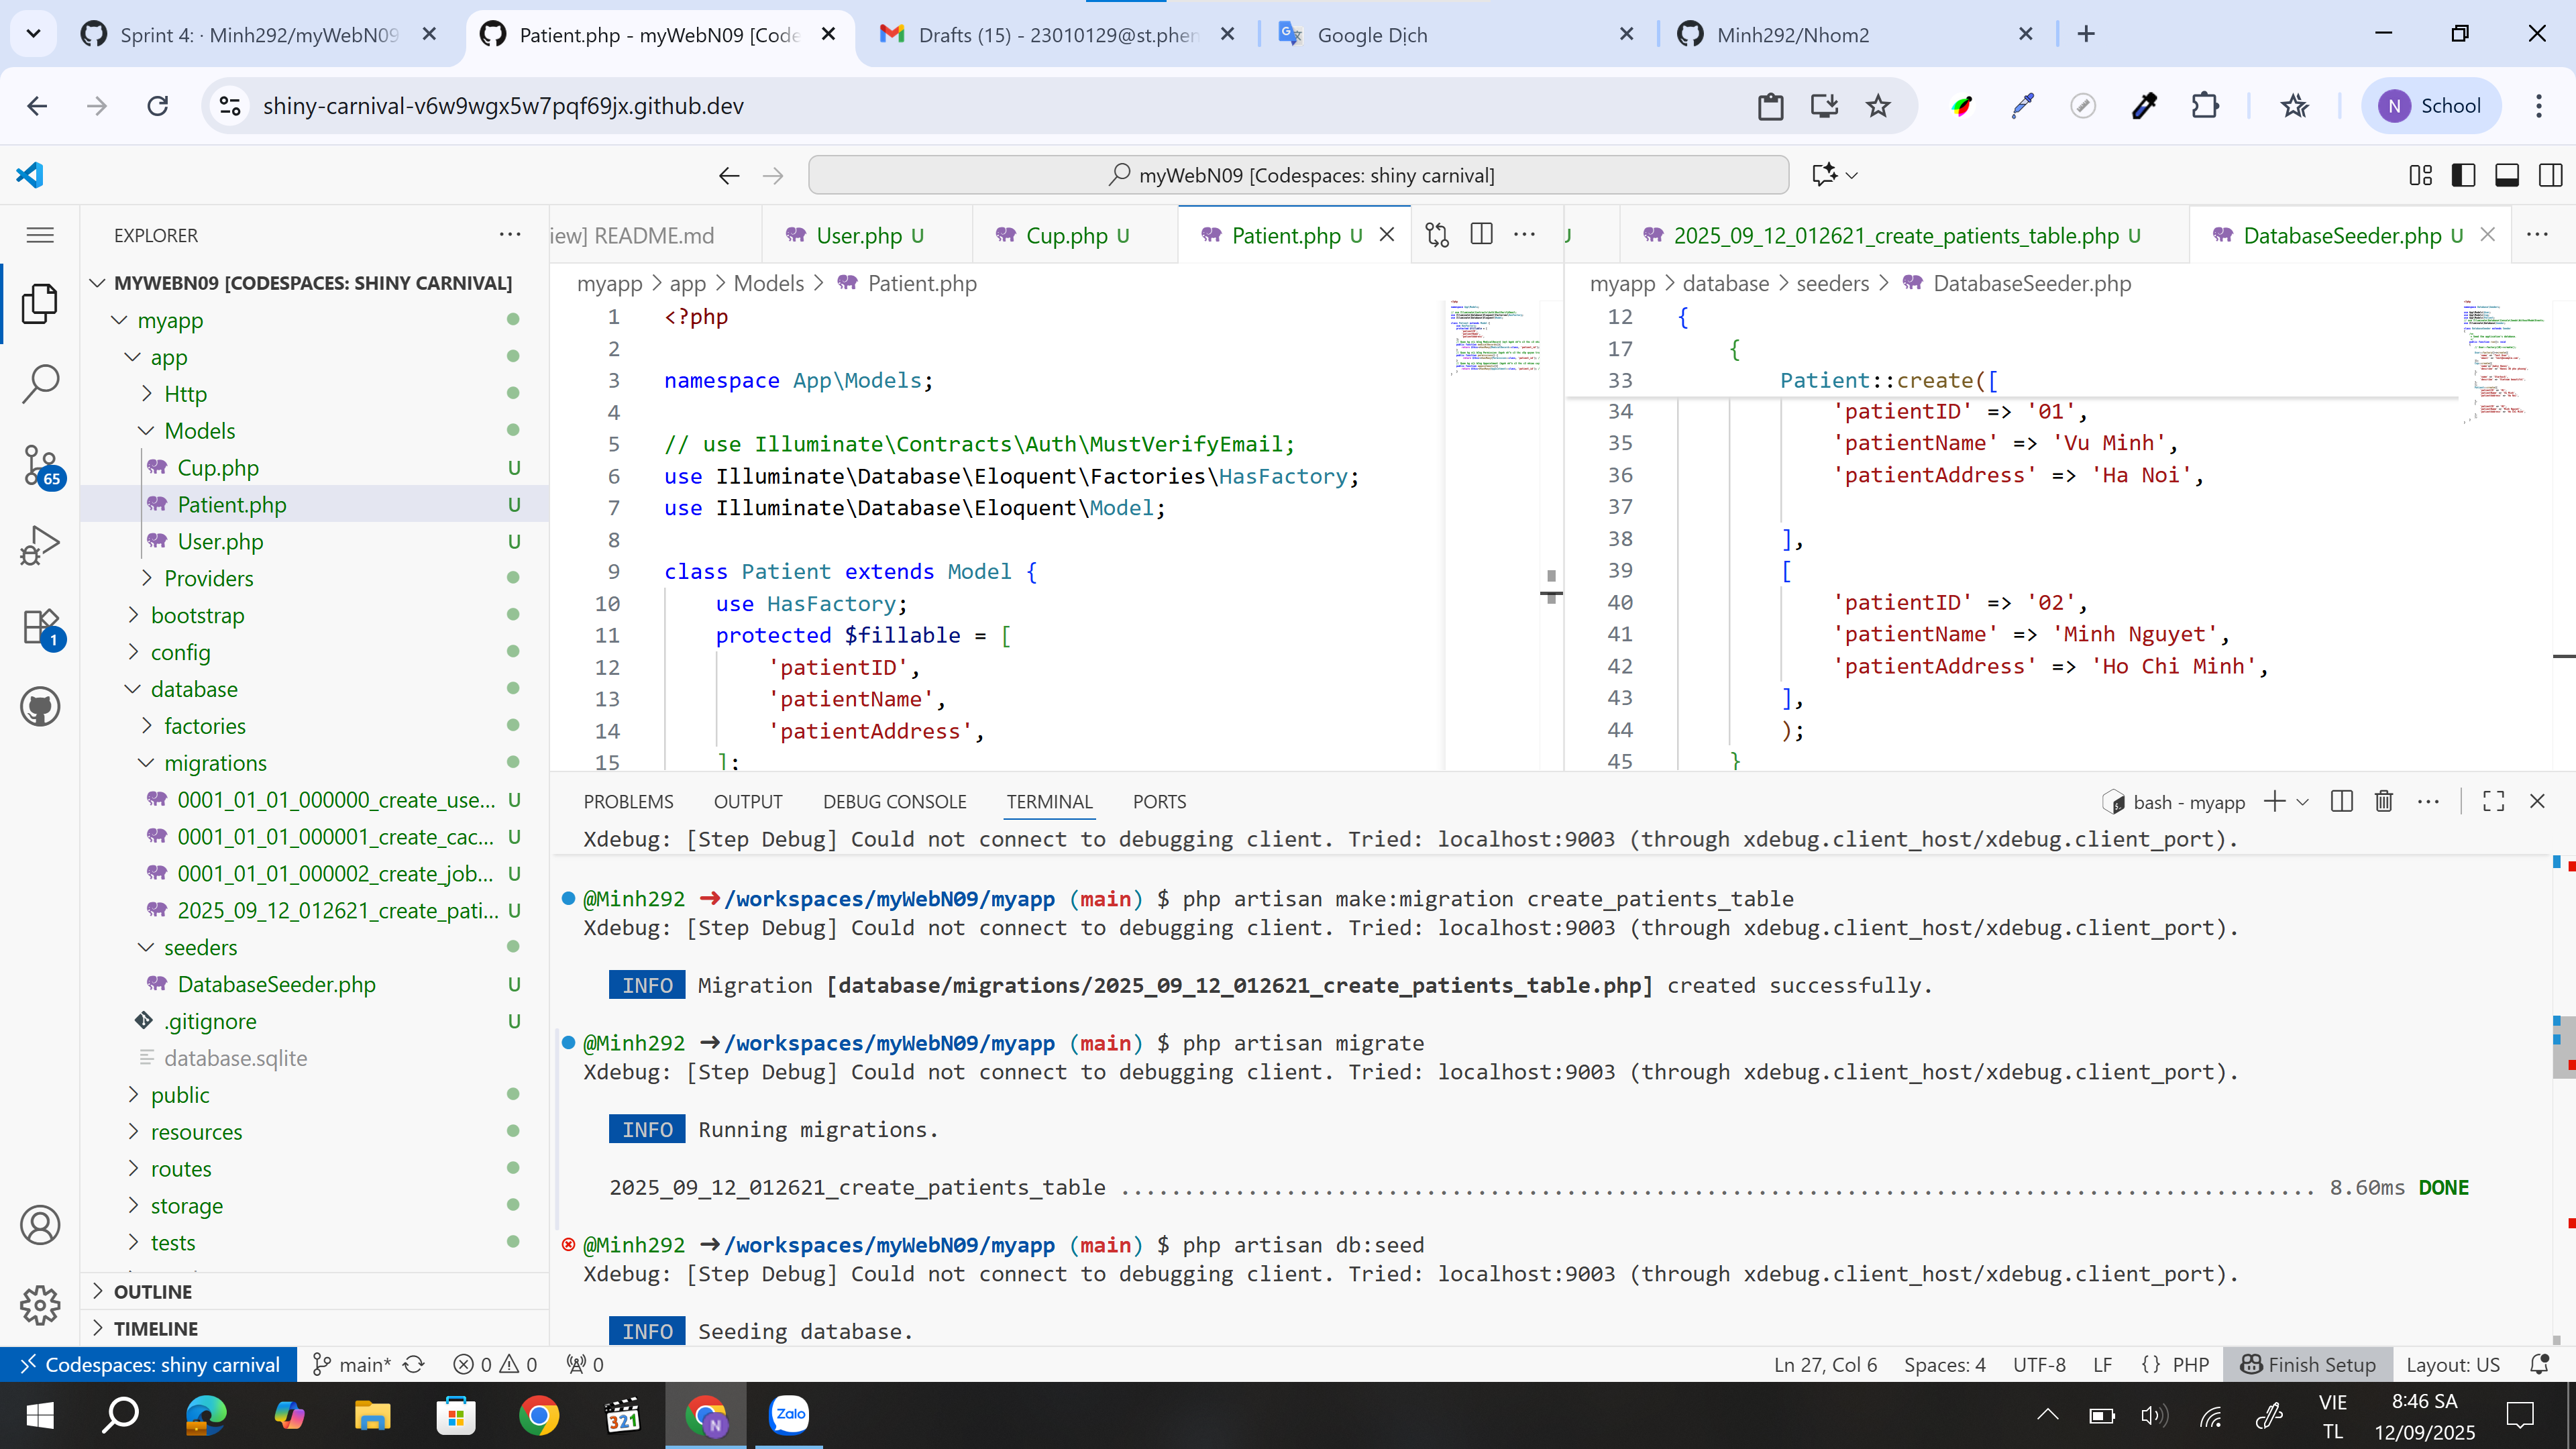 Sprint 4: · Minh292/myWebN09
Patient.php - myWebN09 [Code
Drafts (15) - 23010129@st.phen
Google Dịch
Minh292/Nhom2
shiny-carnival-v6w9wgx5w7pqf69jx.github.dev
N School
myWebN09 [Codespaces: shiny carnival]
EXPLORER
MYWEBN09 [CODESPACES: SHINY CARNIVAL]
myapp
app
Http
Models
Cup.php U
Patient.php U
User.php U
Providers
bootstrap
config
database
factories
migrations
0001_01_01_000000_create_use... U
0001_01_01_000001_create_cac... U
0001_01_01_000002_create_job... U
2025_09_12_012621_create_pati... U
seeders
DatabaseSeeder.php U
.gitignore U
database.sqlite
public
resources
routes
storage
tests
OUTLINE
TIMELINE
65
1
iew] README.md
User.php U
Cup.php U
Patient.php U
myapp > app > Models > Patient.php
1 <?php
2
3 namespace App\Models;
4
5 // use Illuminate\Contracts\Auth\MustVerifyEmail;
6 use Illuminate\Database\Eloquent\Factories\HasFactory;
7 use Illuminate\Database\Eloquent\Model;
8
9 class Patient extends Model {
10 use HasFactory;
11 protected $fillable = [
12 'patientID',
13 'patientName',
14 'patientAddress',
15 ];
U
2025_09_12_012621_create_patients_table.php U
DatabaseSeeder.php U
myapp > database > seeders > DatabaseSeeder.php
12 {
17 {
33 Patient::create([
34 'patientID' => '01',
35 'patientName' => 'Vu Minh',
36 'patientAddress' => 'Ha Noi',
37
38 ],
39 [
40 'patientID' => '02',
41 'patientName' => 'Minh Nguyet',
42 'patientAddress' => 'Ho Chi Minh',
43 ],
44 );
45 }
PROBLEMS OUTPUT DEBUG CONSOLE TERMINAL PORTS
bash - myapp
Xdebug: [Step Debug] Could not connect to debugging client. Tried: localhost:9003 (through xdebug.client_host/xdebug.client_port).
@Minh292 ➜/workspaces/myWebN09/myapp (main) $ php artisan make:migration create_patients_table
Xdebug: [Step Debug] Could not connect to debugging client. Tried: localhost:9003 (through xdebug.client_host/xdebug.client_port).
INFO Migration [database/migrations/2025_09_12_012621_create_patients_table.php] created successfully.
@Minh292 ➜/workspaces/myWebN09/myapp (main) $ php artisan migrate
Xdebug: [Step Debug] Could not connect to debugging client. Tried: localhost:9003 (through xdebug.client_host/xdebug.client_port).
INFO Running migrations.
2025_09_12_012621_create_patients_table .............................................................................................. 8.60ms DONE
@Minh292 ➜/workspaces/myWebN09/myapp (main) $ php artisan db:seed
Xdebug: [Step Debug] Could not connect to debugging client. Tried: localhost:9003 (through xdebug.client_host/xdebug.client_port).
INFO Seeding database.
Codespaces: shiny carnival
main*
0 0
0
Ln 27, Col 6
Spaces: 4
UTF-8
LF
{ } PHP
Finish Setup
Layout: US
321
N
Zalo
VIE
TL
8:46 SA
12/09/2025